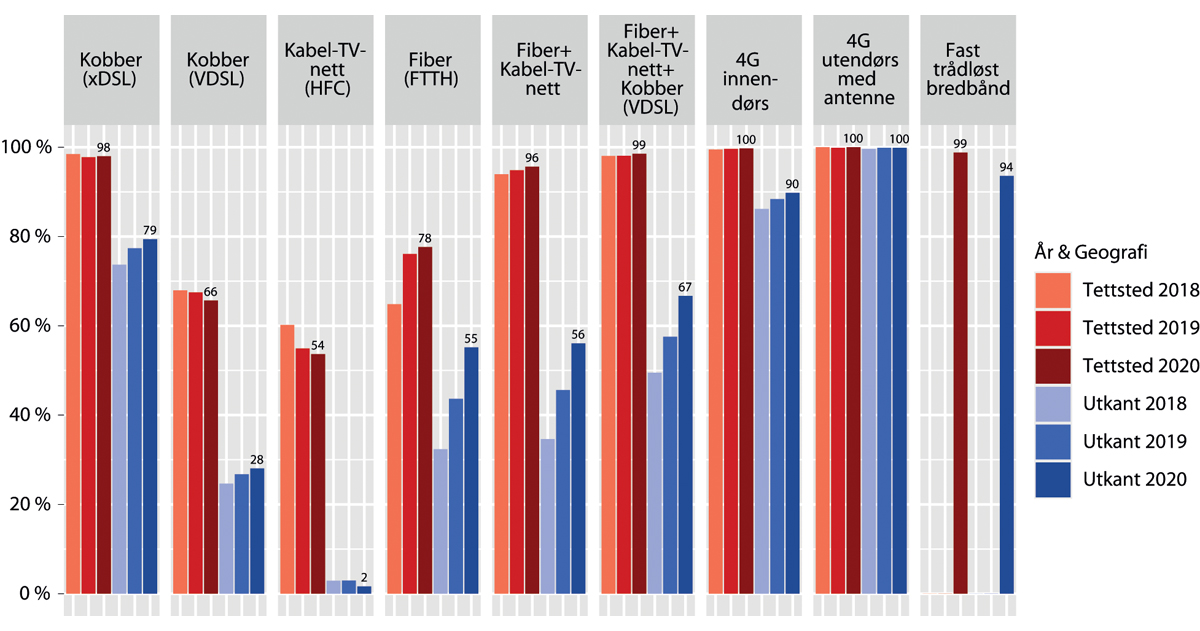 Kobber
(xDSL)
Kobber
(VDSL)
Kabel-TV-
nett
(HFC)
Fiber
(FTTH)
Fiber+
Kabel-TV-
nett
Fiber+
Kabel-TV-
nett+
Kobber
(VDSL)
4G
innen-
dørs
4G
utendørs
med
antenne
Fast
trådløst
bredbånd
100 %
80 %
60 %
40 %
20 %
0 %
98
79
66
28
54
2
78
55
96
56
99
67
100
90
100
100
99
94
År & Geografi
Tettsted 2018
Tettsted 2019
Tettsted 2020
Utkant 2018
Utkant 2019
Utkant 2020